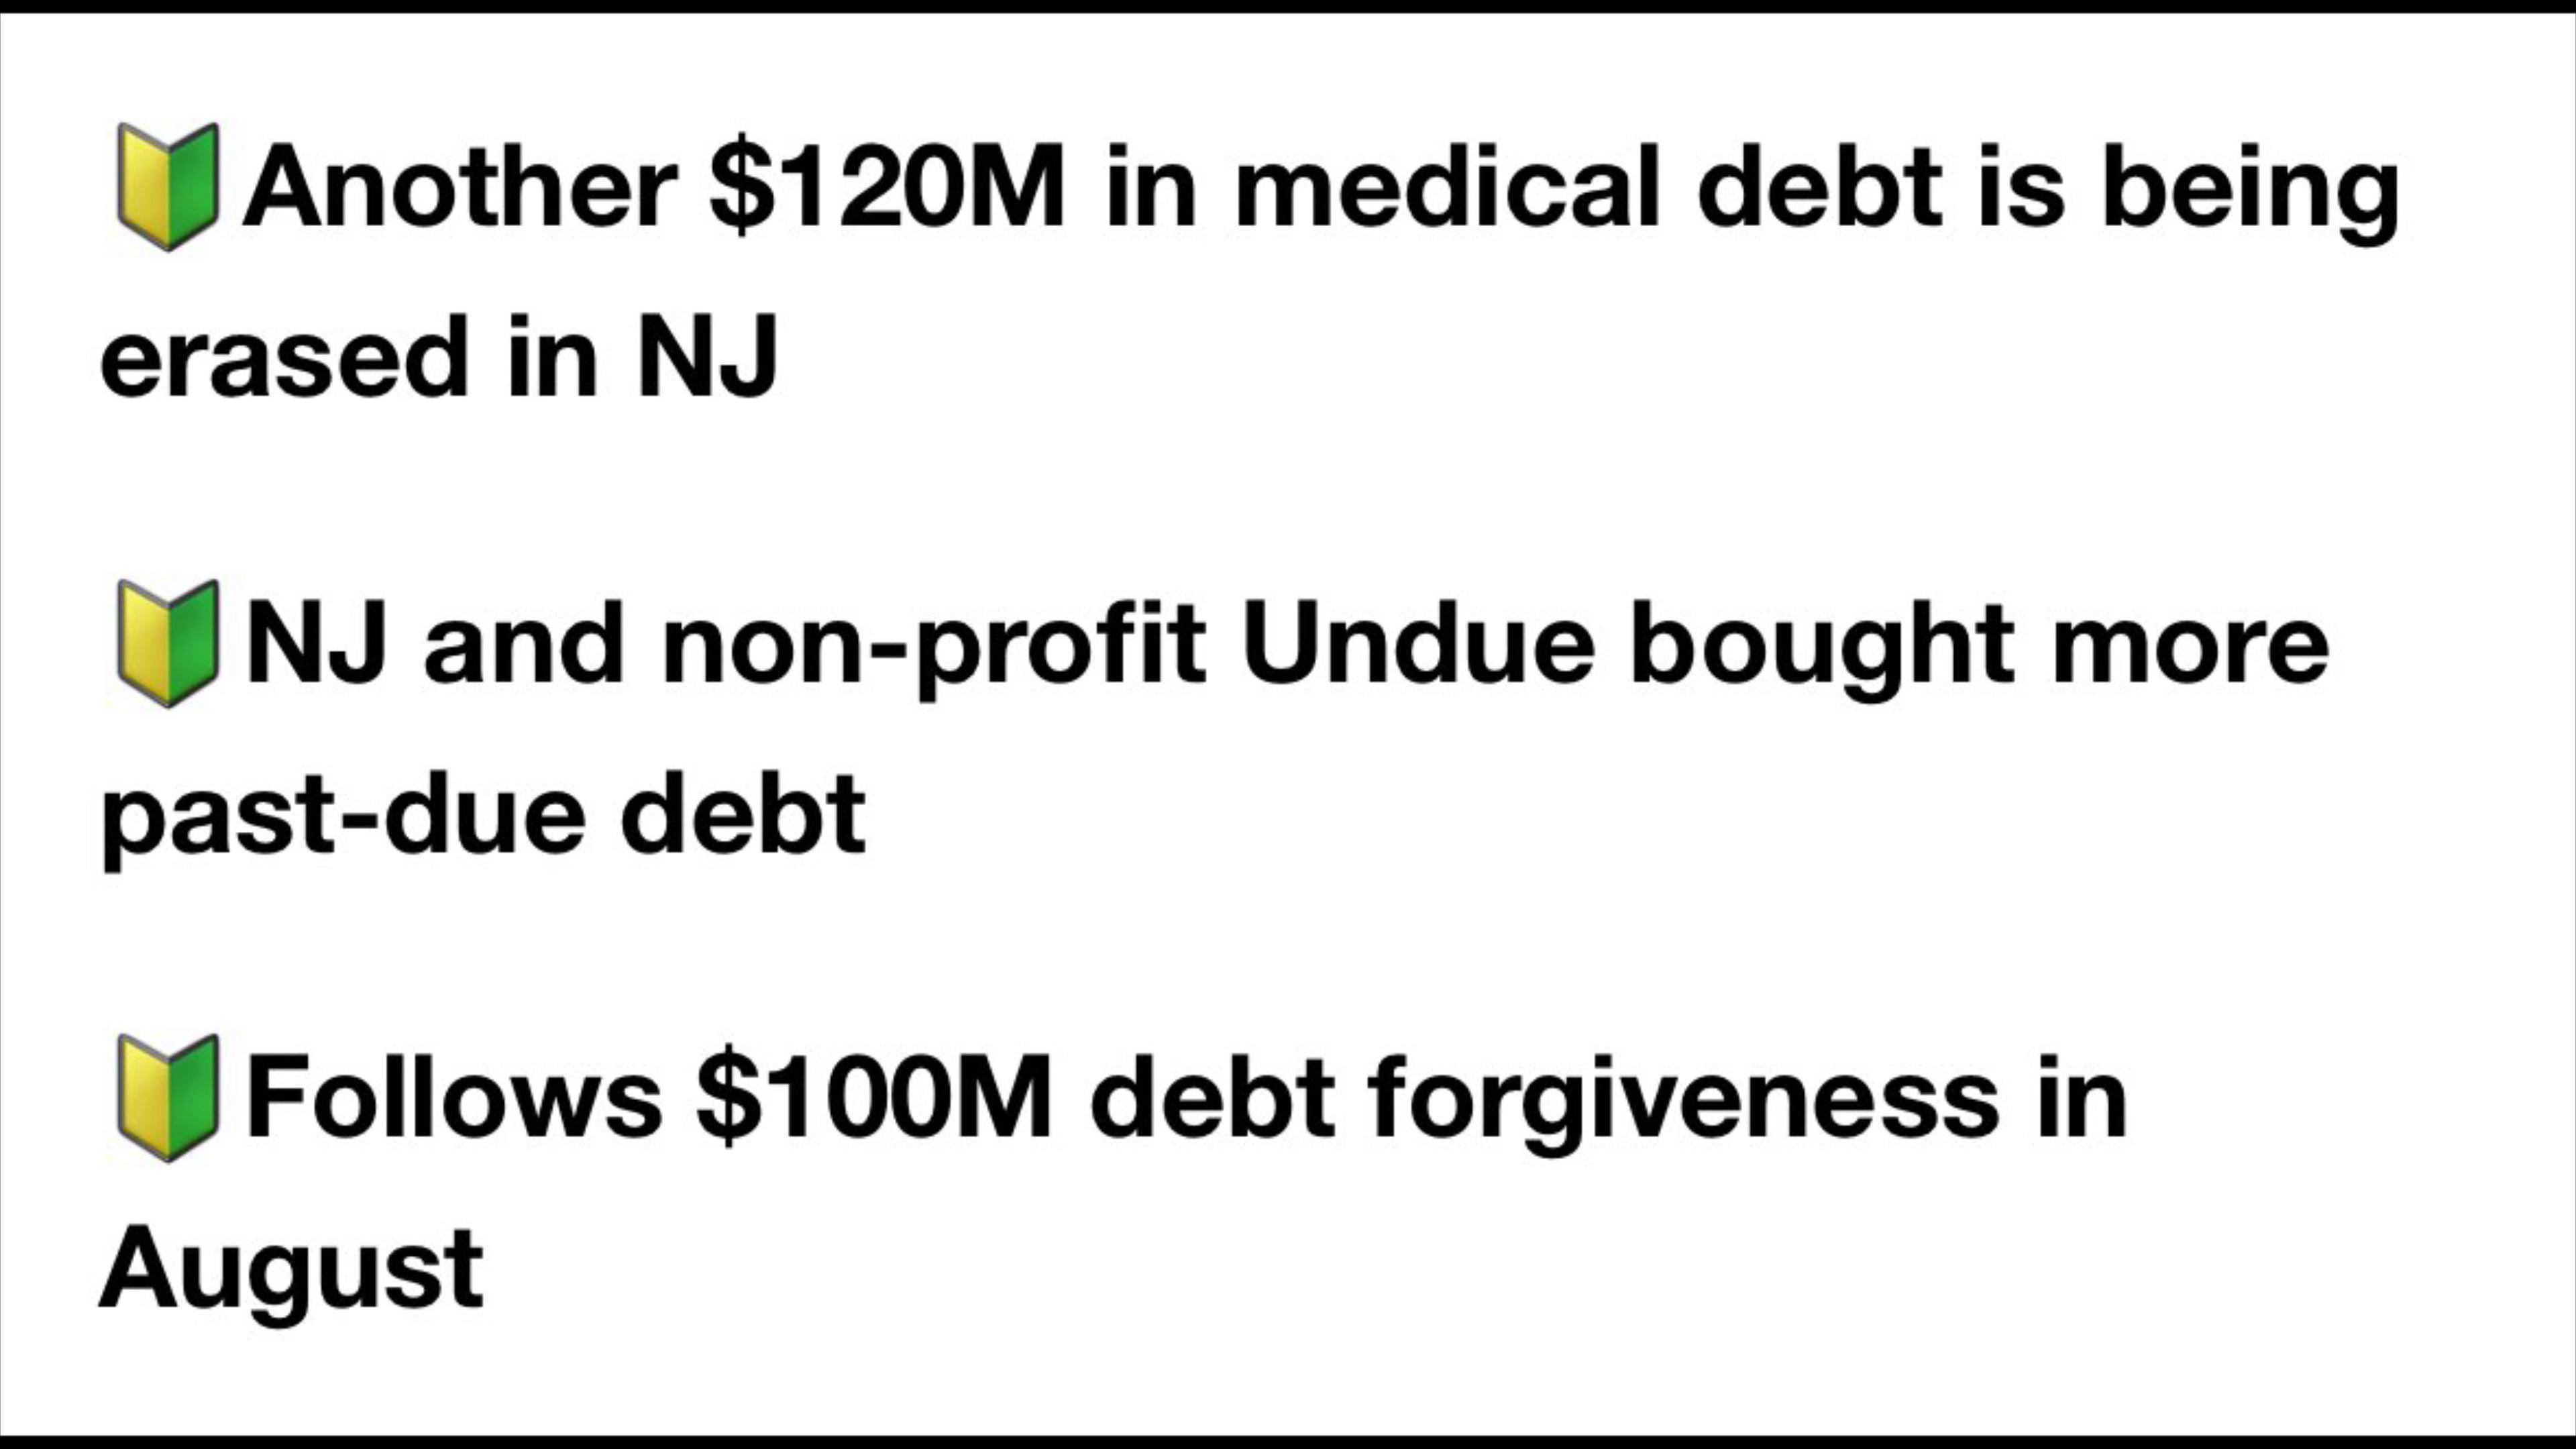 🔰Another $120M in medical debt is being
erased in NJ
🔰NJ and non-profit Undue bought more
past-due debt
🔰Follows $100M debt forgiveness in
August